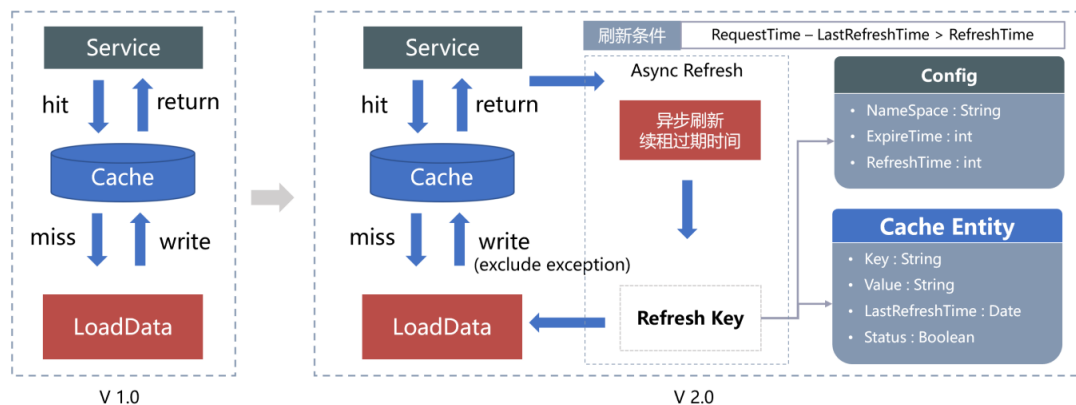 Service
hit
return
Cache
miss
write
LoadData
V 1.0
Service
hit
return
Cache
miss
write
(exclude exception)
LoadData
刷新条件
RequestTime – LastRefreshTime > RefreshTime
Async Refresh
异步刷新
续租过期时间
Refresh Key
Config
• NameSpace : String
• ExpireTime : int
• RefreshTime : int
Cache Entity
• Key : String
• Value : String
• LastRefreshTime : Date
• Status : Boolean
V 2.0